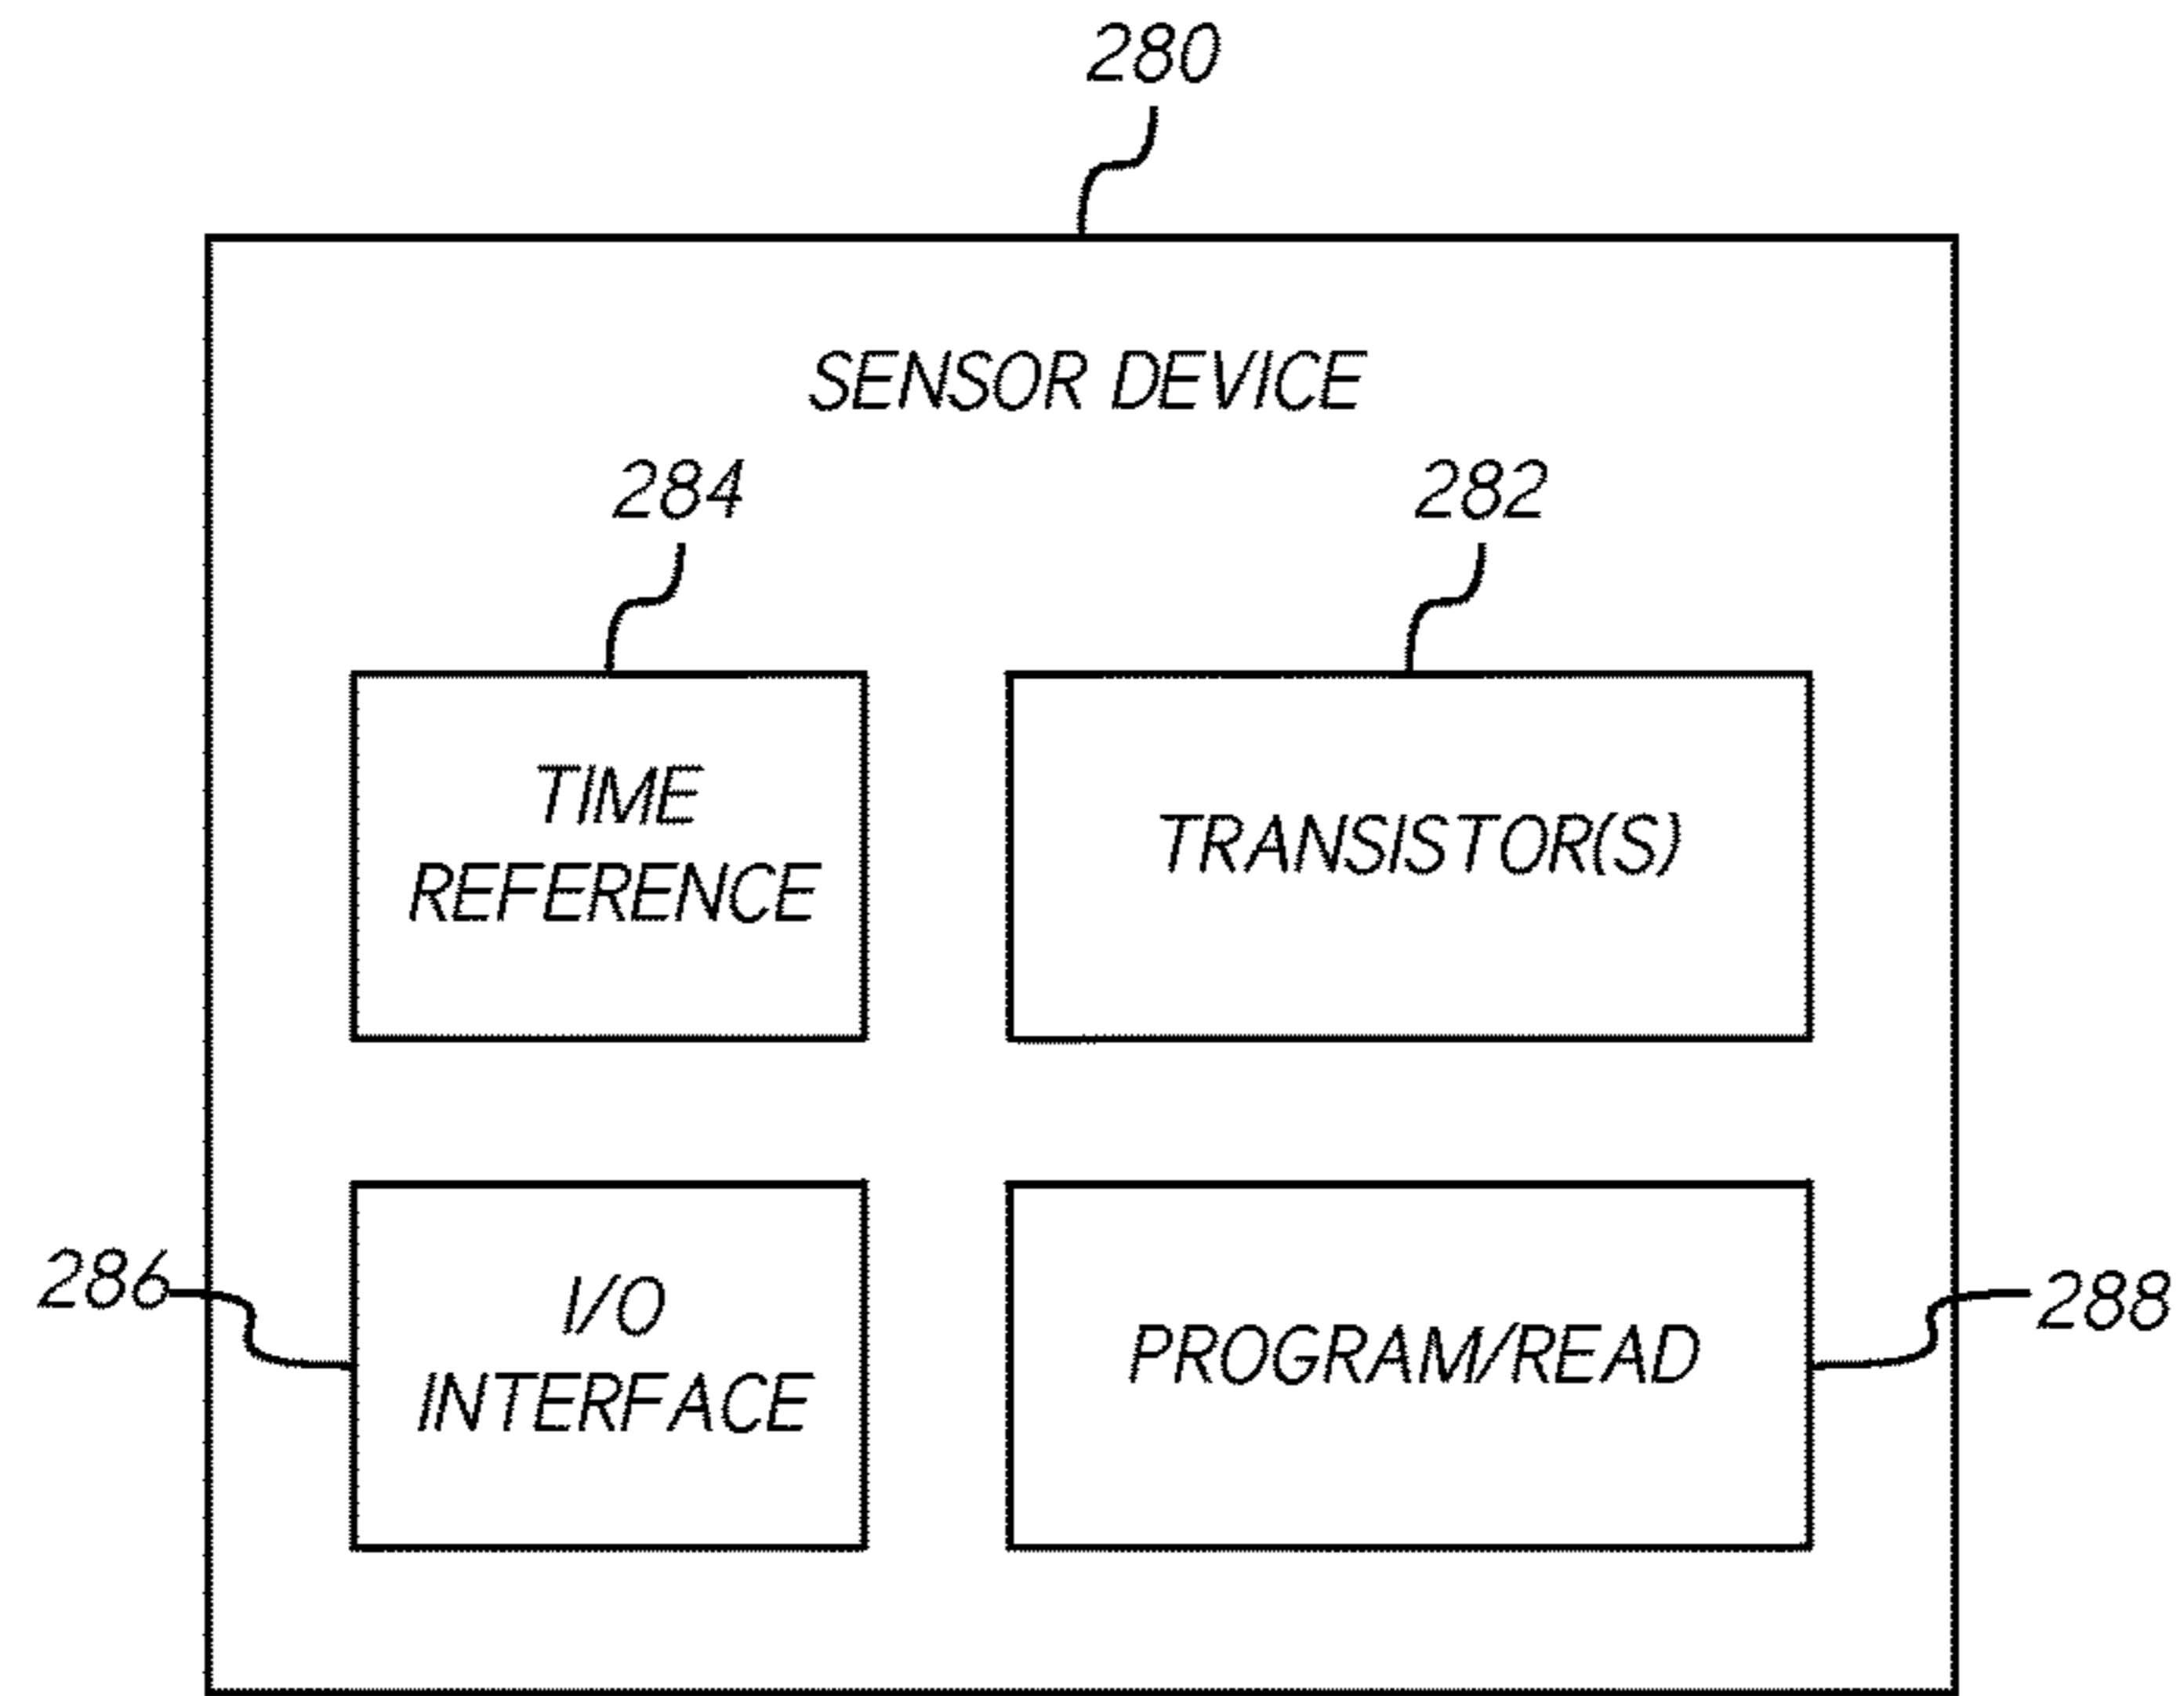 280
SENSOR DEVICE
284
282
TIME
REFERENCE
TRANSISTOR(S)
286
I/O
INTERFACE
PROGRAM/READ
288